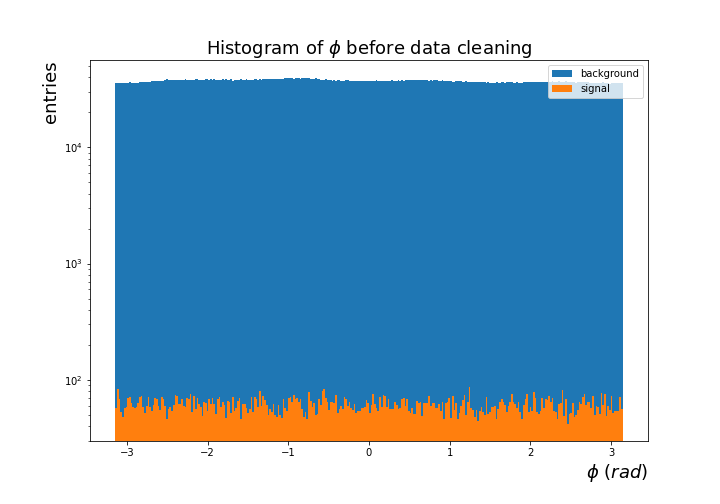 Histogram of ϕ before data cleaning
entries
background
signal
10⁴
10³
10²
−3 −2 −1 0 1 2 3
ϕ (rad)